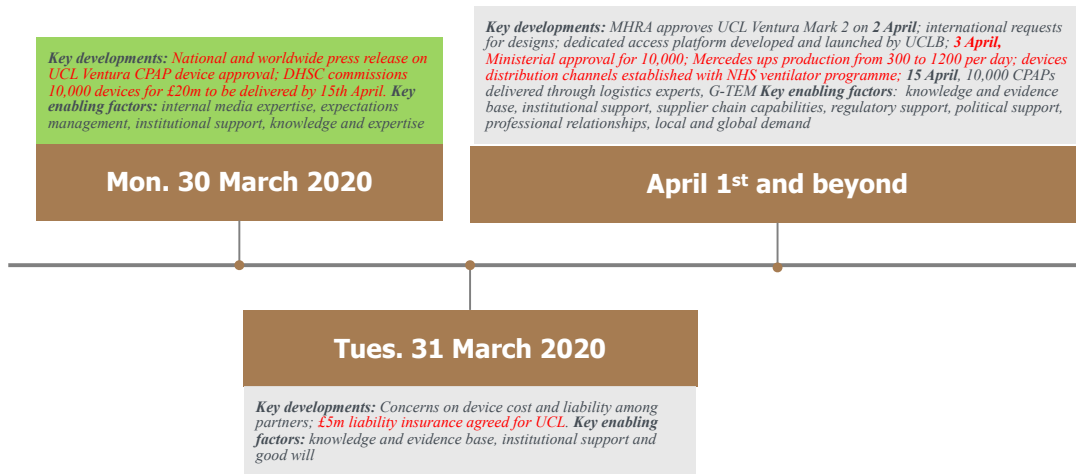 Key developments: National and worldwide press release on
UCL Ventura CPAP device approval; DHSC commissions
10,000 devices for £20m to be delivered by 15th April. Key
enabling factors: internal media expertise, expectations
management, institutional support, knowledge and expertise
Mon. 30 March 2020
Key developments: MHRA approves UCL Ventura Mark 2 on 2 April; international requests
for designs; dedicated access platform developed and launched by UCLB; 3 April,
Ministerial approval for 10,000; Mercedes ups production from 300 to 1200 per day; devices
distribution channels established with NHS ventilator programme; 15 April, 10,000 CPAPs
delivered through logistics experts, G-TEM Key enabling factors: knowledge and evidence
base, institutional support, supplier chain capabilities, regulatory support, political support,
professional relationships, local and global demand
April 1st and beyond
Tues. 31 March 2020
Key developments: Concerns on device cost and liability among
partners; £5m liability insurance agreed for UCL. Key enabling
factors: knowledge and evidence base, institutional support and
good will